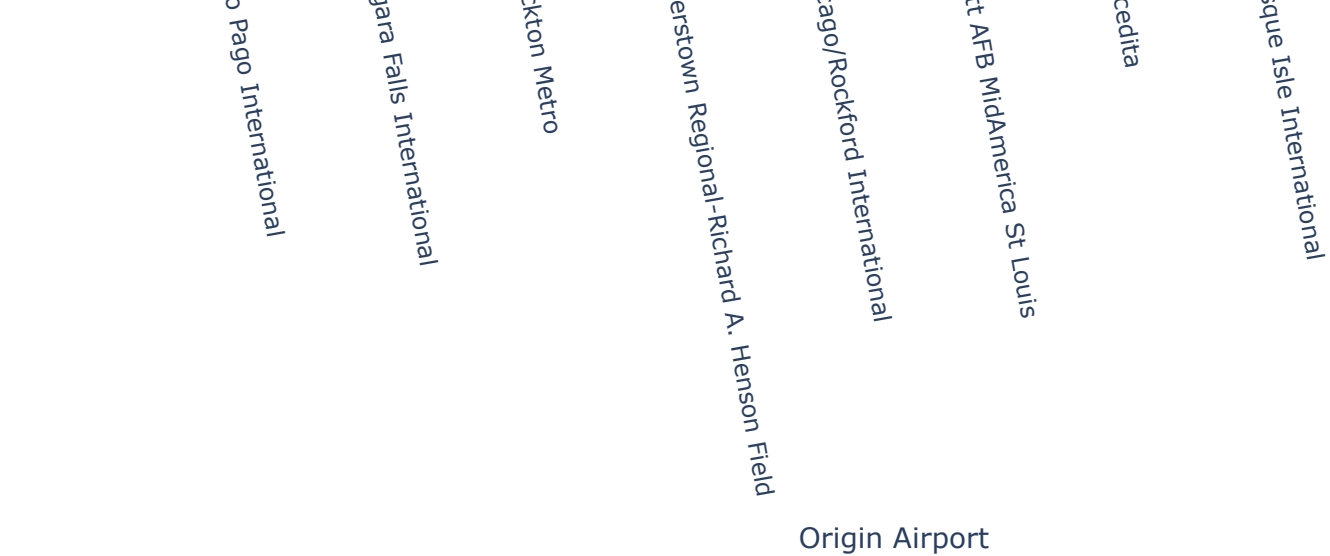 o Pago International
gara Falls International
ckton Metro
erstown Regional-Richard A. Henson Field
cago/Rockford International
tt AFB MidAmerica St Louis
cedita
sque Isle International
Origin Airport